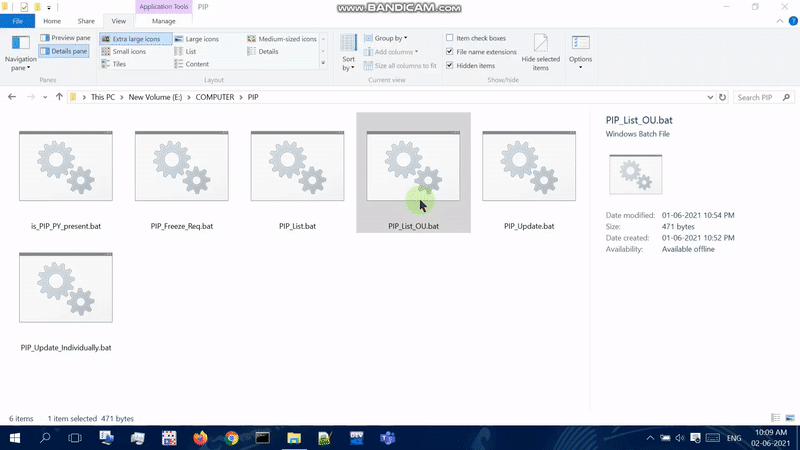 Application Tools
PIP
www.BANDICAM.com
File
Home
Share
View
Manage
Navigation pane
Preview pane
Details pane
Panes
Extra large icons
Large icons
Medium-sized icons
Small icons
List
Details
Tiles
Content
Layout
Sort by
Group by
Add columns
Size all columns to fit
Current view
Item check boxes
File name extensions
Hidden items
Hide selected items
Show/hide
Options
This PC > New Volume (E:) > COMPUTER > PIP
Search PIP
is_PIP_PY_present.bat
PIP_Freeze_Req.bat
PIP_List.bat
PIP_List_OU.bat
PIP_Update.bat
PIP_Update_Individually.bat
PIP_List_OU.bat
Windows Batch File
Date modified: 01-06-2021 10:54 PM
Size: 471 bytes
Date created: 01-06-2021 10:52 PM
Availability: Available offline
6 items
1 item selected 471 bytes
DEV
ENG
10:09 AM
02-06-2021